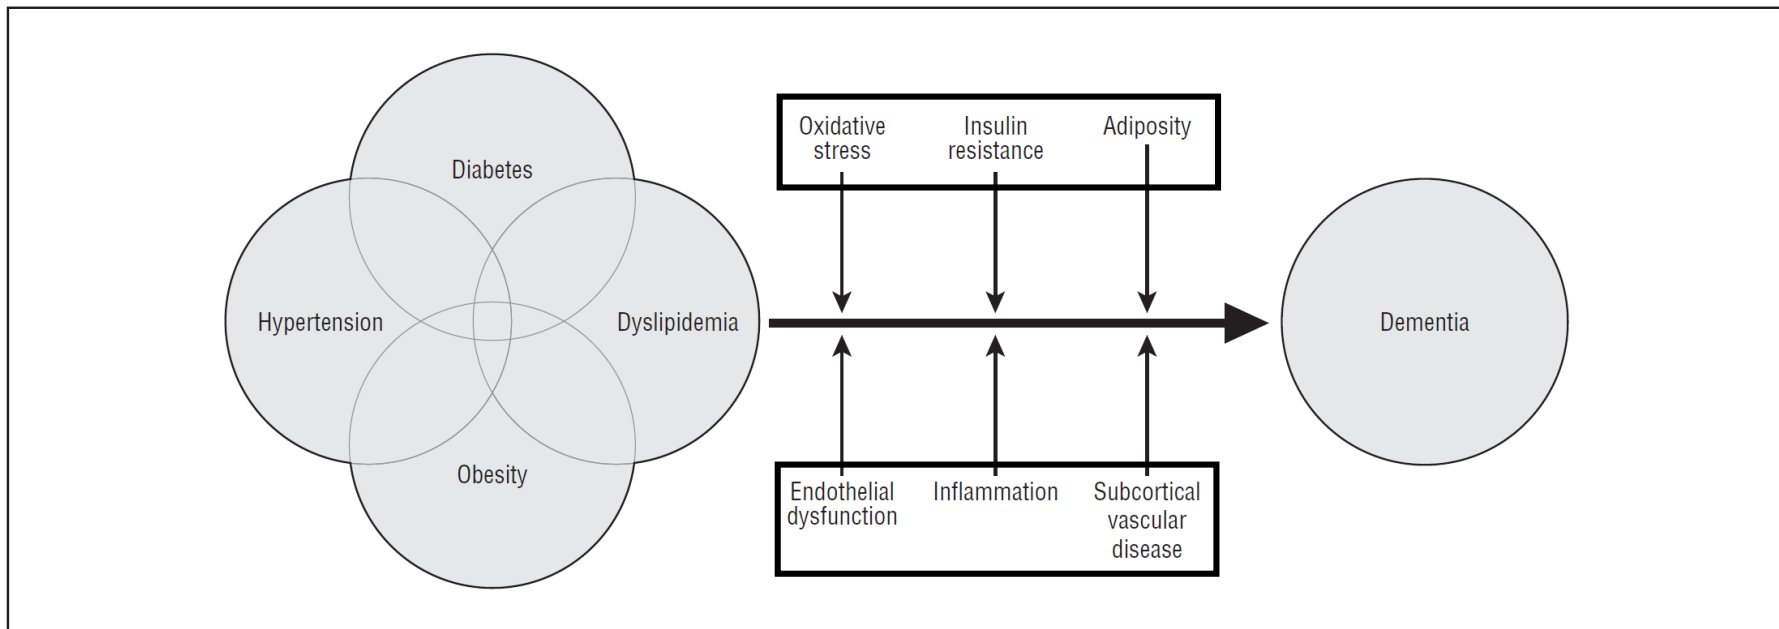 Diabetes
Hypertension
Dyslipidemia
Obesity
Oxidative
stress
Insulin
resistance
Adiposity
Endothelial
dysfunction
Inflammation
Subcortical
vascular
disease
Dementia